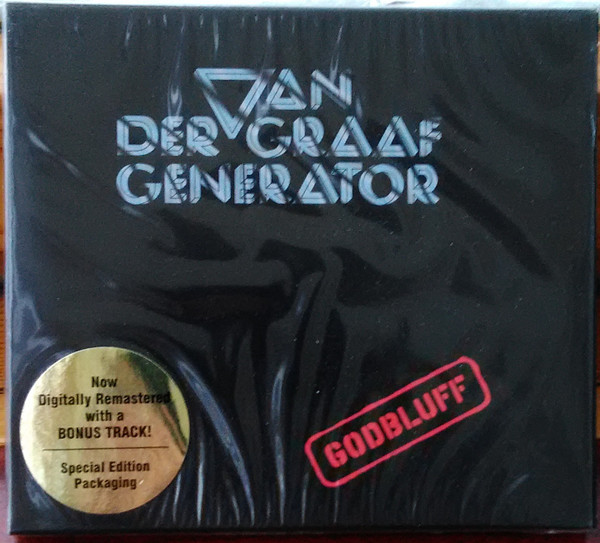 VAN
DER GRAAF
GENERATOR
Now
Digitally Remastered
with a
BONUS TRACK!
Special Edition
Packaging
GODBLUFF